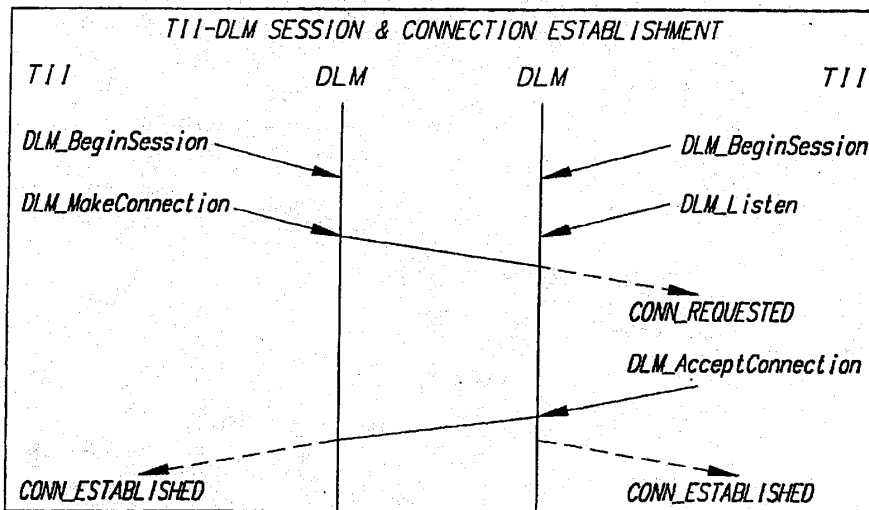 TII-DLM SESSION & CONNECTION ESTABLISHMENT
TII DLM DLM TII
DLM_BeginSession DLM_BeginSession
DLM_MakeConnection DLM_Listen
CONN_REQUESTED
DLM_AcceptConnection
CONN_ESTABLISHED CONN_ESTABLISHED